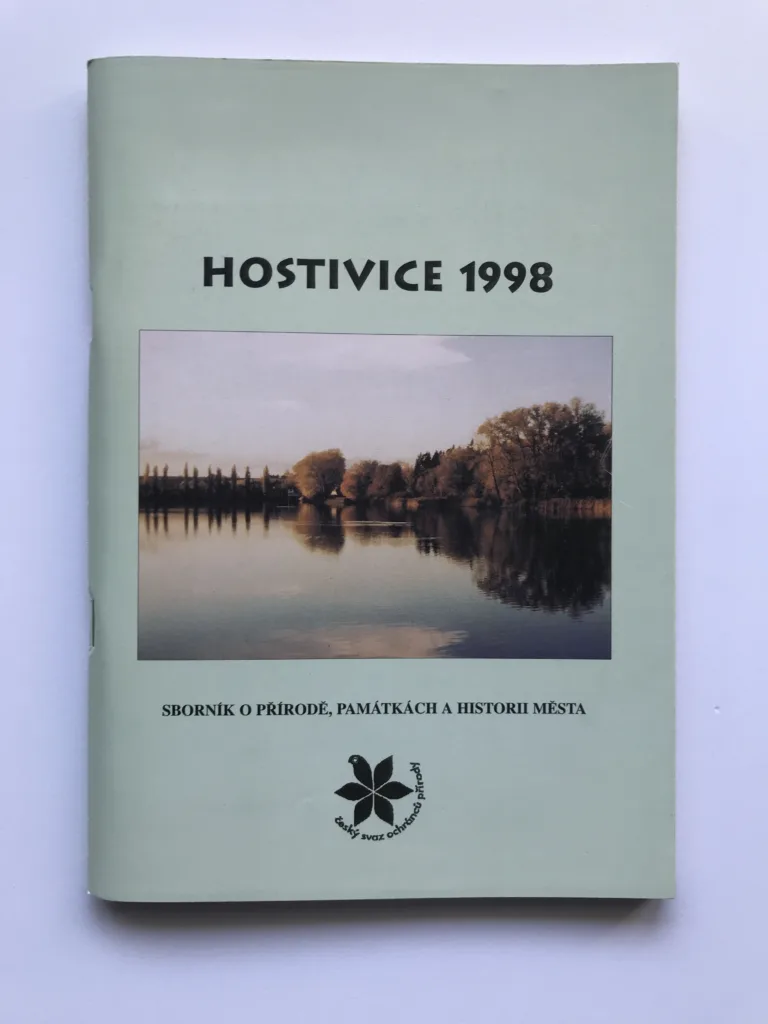 HOSTIVICE 1998
SBORNÍK O PŘÍRODĚ, PAMÁTKÁCH A HISTORII MĚSTA
český svaz ochránců přírody